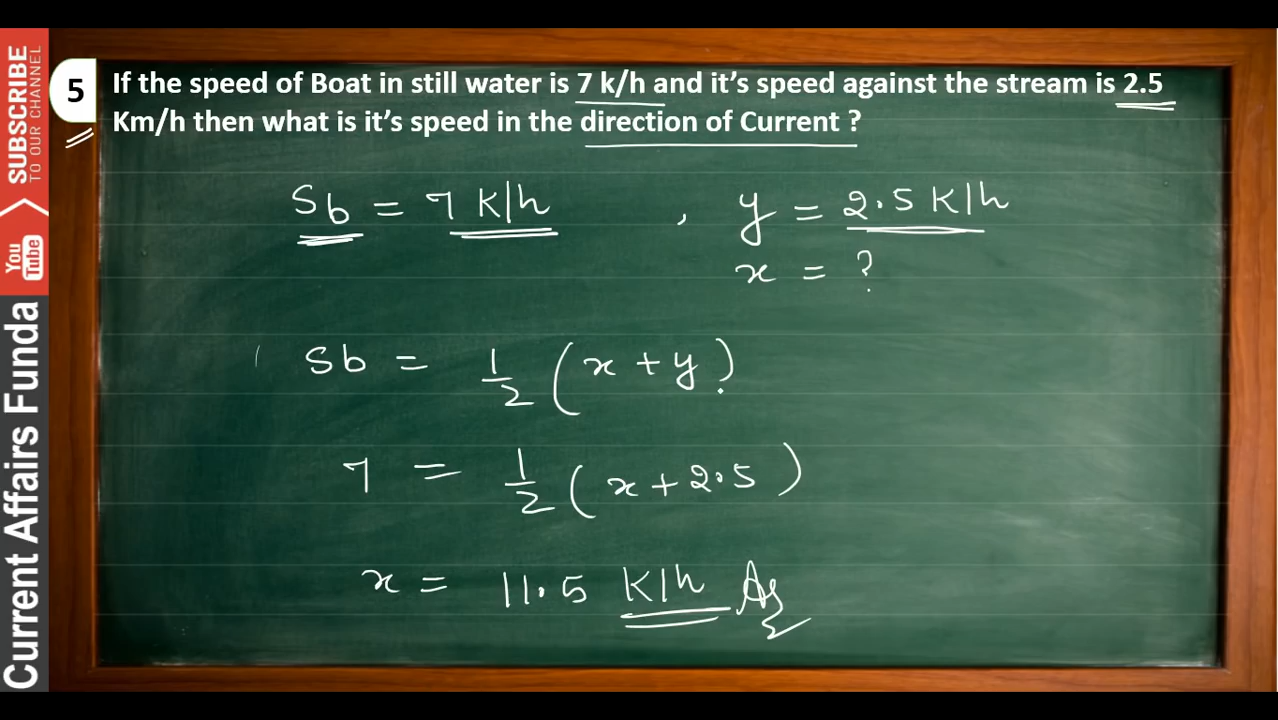 SUBSCRIBE
TO OUR CHANNEL
You Tube
Current Affairs Funda
5
If the speed of Boat in still water is 7 k/h and it's speed against the stream is 2.5
Km/h then what is it's speed in the direction of Current ?
Sb = 7 K/h , y = 2.5 K/h
x = ?
Sb = 1/2 (x + y)
7 = 1/2 (x + 2.5)
x = 11.5 K/h